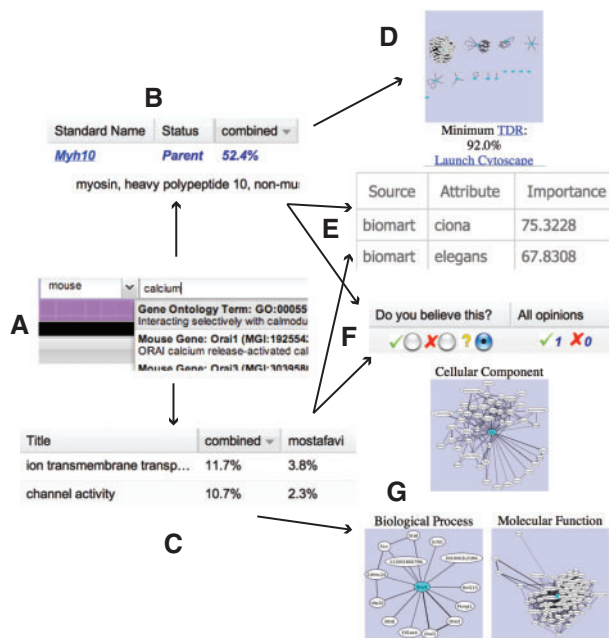 D
B
Standard Name Status combined
Myh10 Parent 52.4%
myosin, heavy polypeptide 10, non-mu
Minimum TDR:
92.0%
Launch Cytoscape
E
Source Attribute Importance
biomart ciona 75.3228
biomart elegans 67.8308
A
mouse calcium
Gene Ontology Term: GO:00055
Interacting selectively with calmodu
Mouse Gene: Orai1 (MGI:1925542
ORAI calcium release-activated cal
Mouse Gene: Orai3 (MGI:3039586
F
Do you believe this? All opinions
? 1 0
Cellular Component
Title combined mostafavi
ion transmembrane transp... 11.7% 3.8%
channel activity 10.7% 2.3%
C
G
Biological Process Molecular Function